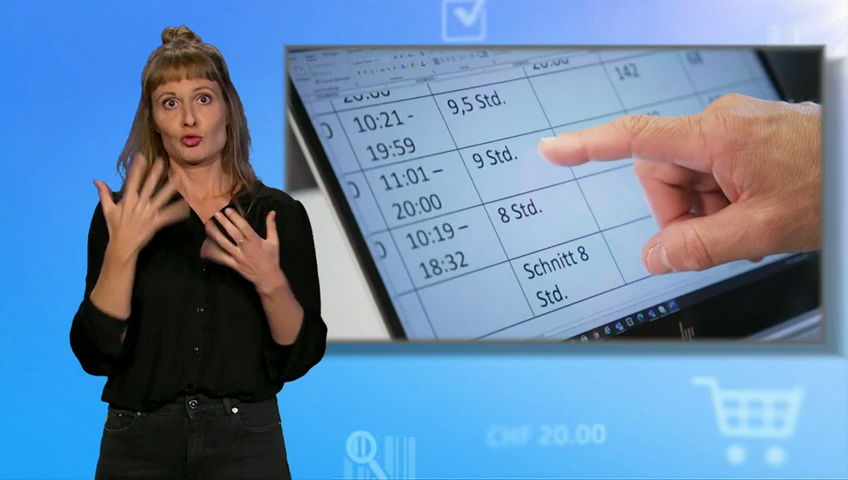 20:00
20:00
142
68
10:21 -
19:59
9,5 Std.
11:01 –
20:00
9 Std.
10:19 –
18:32
8 Std.
Schnitt 8
Std.
hp
CHF 20.00